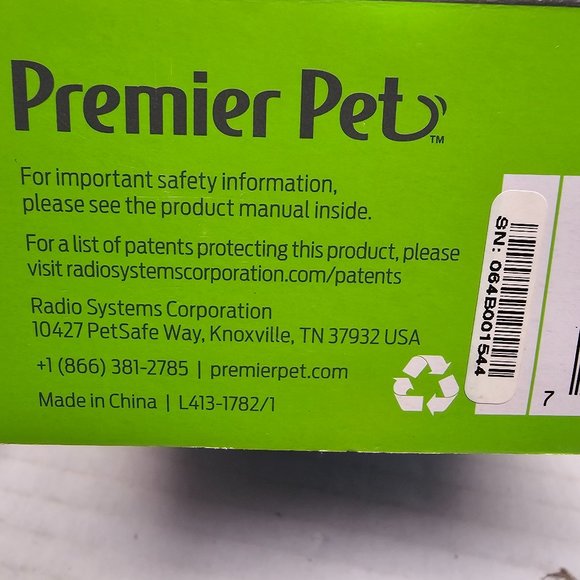 Premier Pet™
For important safety information,
please see the product manual inside.
For a list of patents protecting this product, please
visit radiosystemscorporation.com/patents
Radio Systems Corporation
10427 PetSafe Way, Knoxville, TN 37932 USA
+1 (866) 381-2785 | premierpet.com
Made in China | L413-1782/1
SN: 064B001544
7